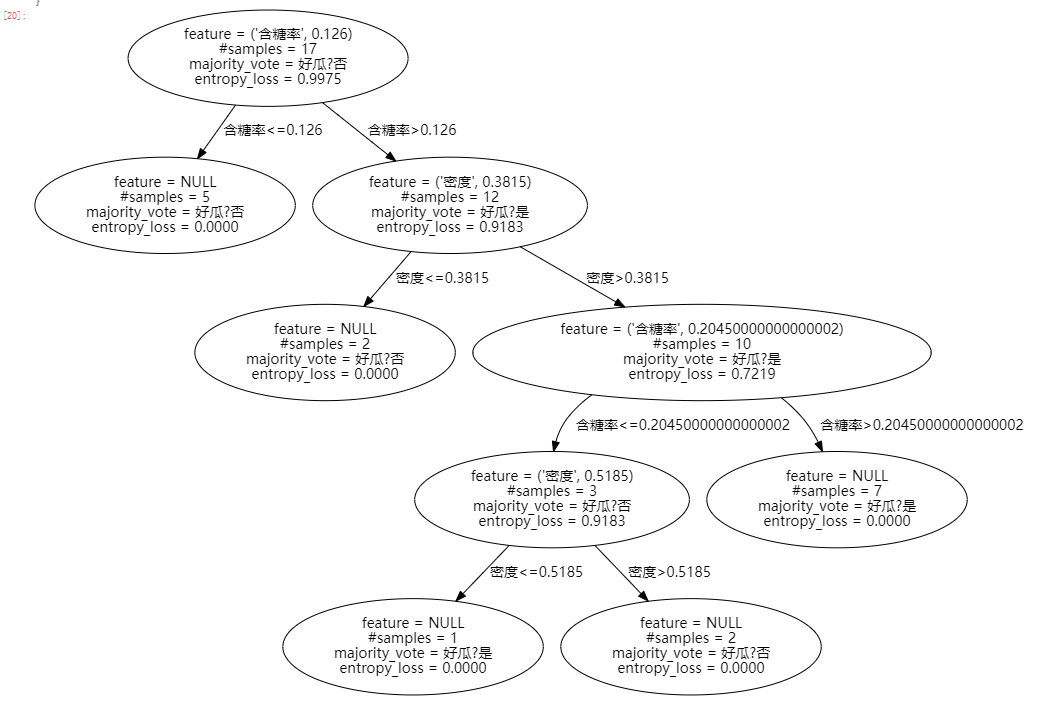 }
[20]:
feature = ('含糖率', 0.126)
#samples = 17
majority_vote = 好瓜?否
entropy_loss = 0.9975
含糖率<=0.126
含糖率>0.126
feature = NULL
#samples = 5
majority_vote = 好瓜?否
entropy_loss = 0.0000
feature = ('密度', 0.3815)
#samples = 12
majority_vote = 好瓜?是
entropy_loss = 0.9183
密度<=0.3815
密度>0.3815
feature = NULL
#samples = 2
majority_vote = 好瓜?否
entropy_loss = 0.0000
feature = ('含糖率', 0.20450000000000002)
#samples = 10
majority_vote = 好瓜?是
entropy_loss = 0.7219
含糖率<=0.20450000000000002
含糖率>0.20450000000000002
feature = ('密度', 0.5185)
#samples = 3
majority_vote = 好瓜?否
entropy_loss = 0.9183
feature = NULL
#samples = 7
majority_vote = 好瓜?是
entropy_loss = 0.0000
密度<=0.5185
密度>0.5185
feature = NULL
#samples = 1
majority_vote = 好瓜?是
entropy_loss = 0.0000
feature = NULL
#samples = 2
majority_vote = 好瓜?否
entropy_loss = 0.0000